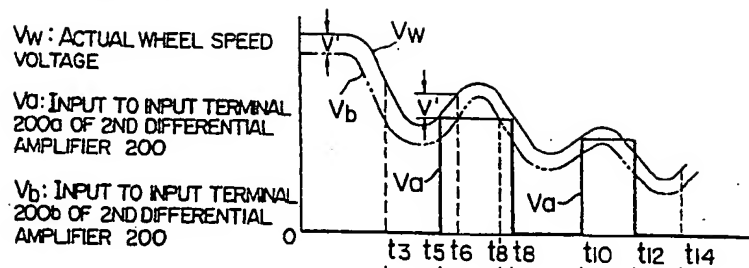 Vw: ACTUAL WHEEL SPEED
VOLTAGE
Va: INPUT TO INPUT TERMINAL
200a OF 2ND DIFFERENTIAL
AMPLIFIER 200
Vb: INPUT TO INPUT TERMINAL
200b OF 2ND DIFFERENTIAL
AMPLIFIER 200
V'
Vw
Vb
V'
Va
Va
0
t3 t5 t6 t8 t8 t10 t12 t14